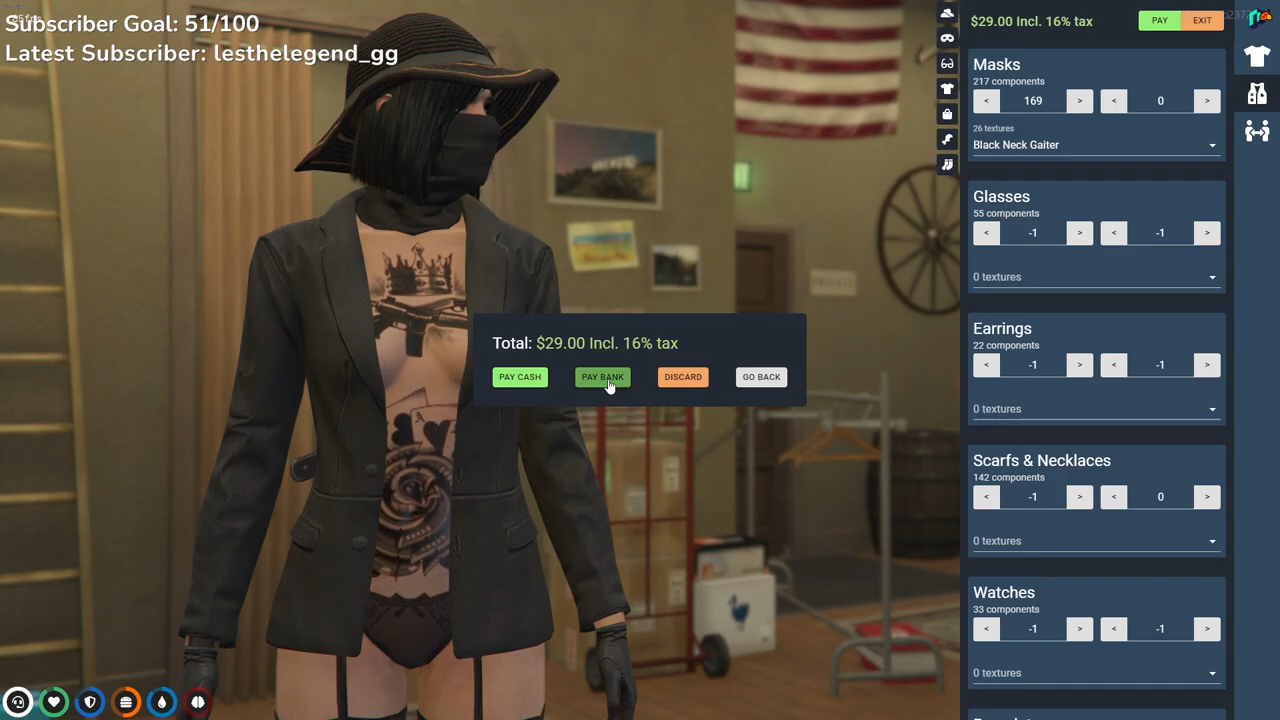 Subscriber Goal: 51/100
Latest Subscriber: lesthelegend_gg
$29.00 Incl. 16% tax
PAY
EXIT
Masks
217 components
< 169 > < 0 >
26 textures
Black Neck Gaiter
Glasses
55 components
< -1 > < -1 >
0 textures
Earrings
22 components
< -1 > < -1 >
0 textures
Scarfs & Necklaces
142 components
< -1 > < 0 >
0 textures
Watches
33 components
< -1 > < -1 >
0 textures
Total: $29.00 Incl. 16% tax
PAY CASH
PAY BANK
DISCARD
GO BACK
PRIVATE
A